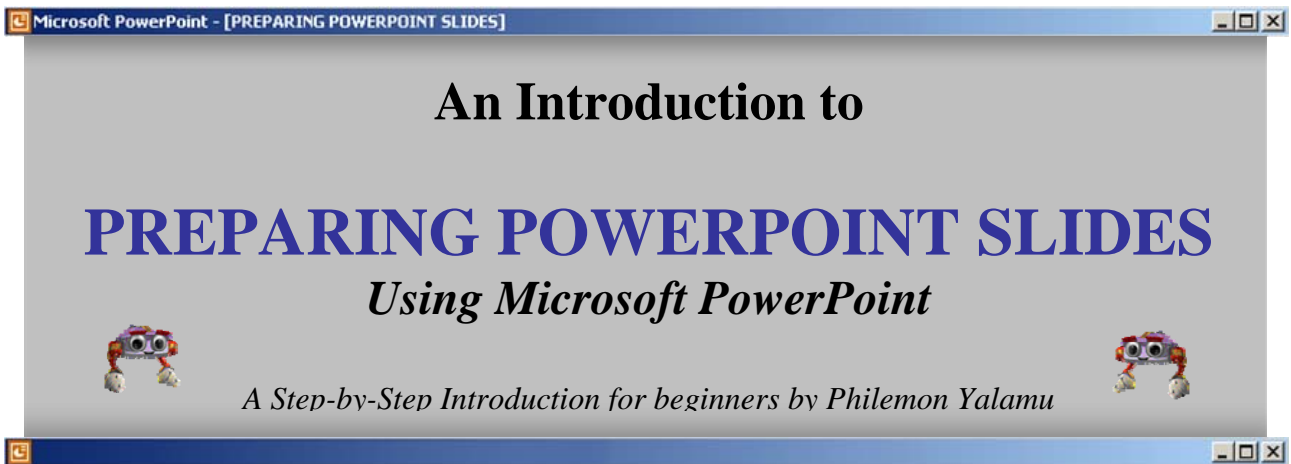 Microsoft PowerPoint - [PREPARING POWERPOINT SLIDES]
An Introduction to
PREPARING POWERPOINT SLIDES
Using Microsoft PowerPoint
A Step-by-Step Introduction for beginners by Philemon Yalamu